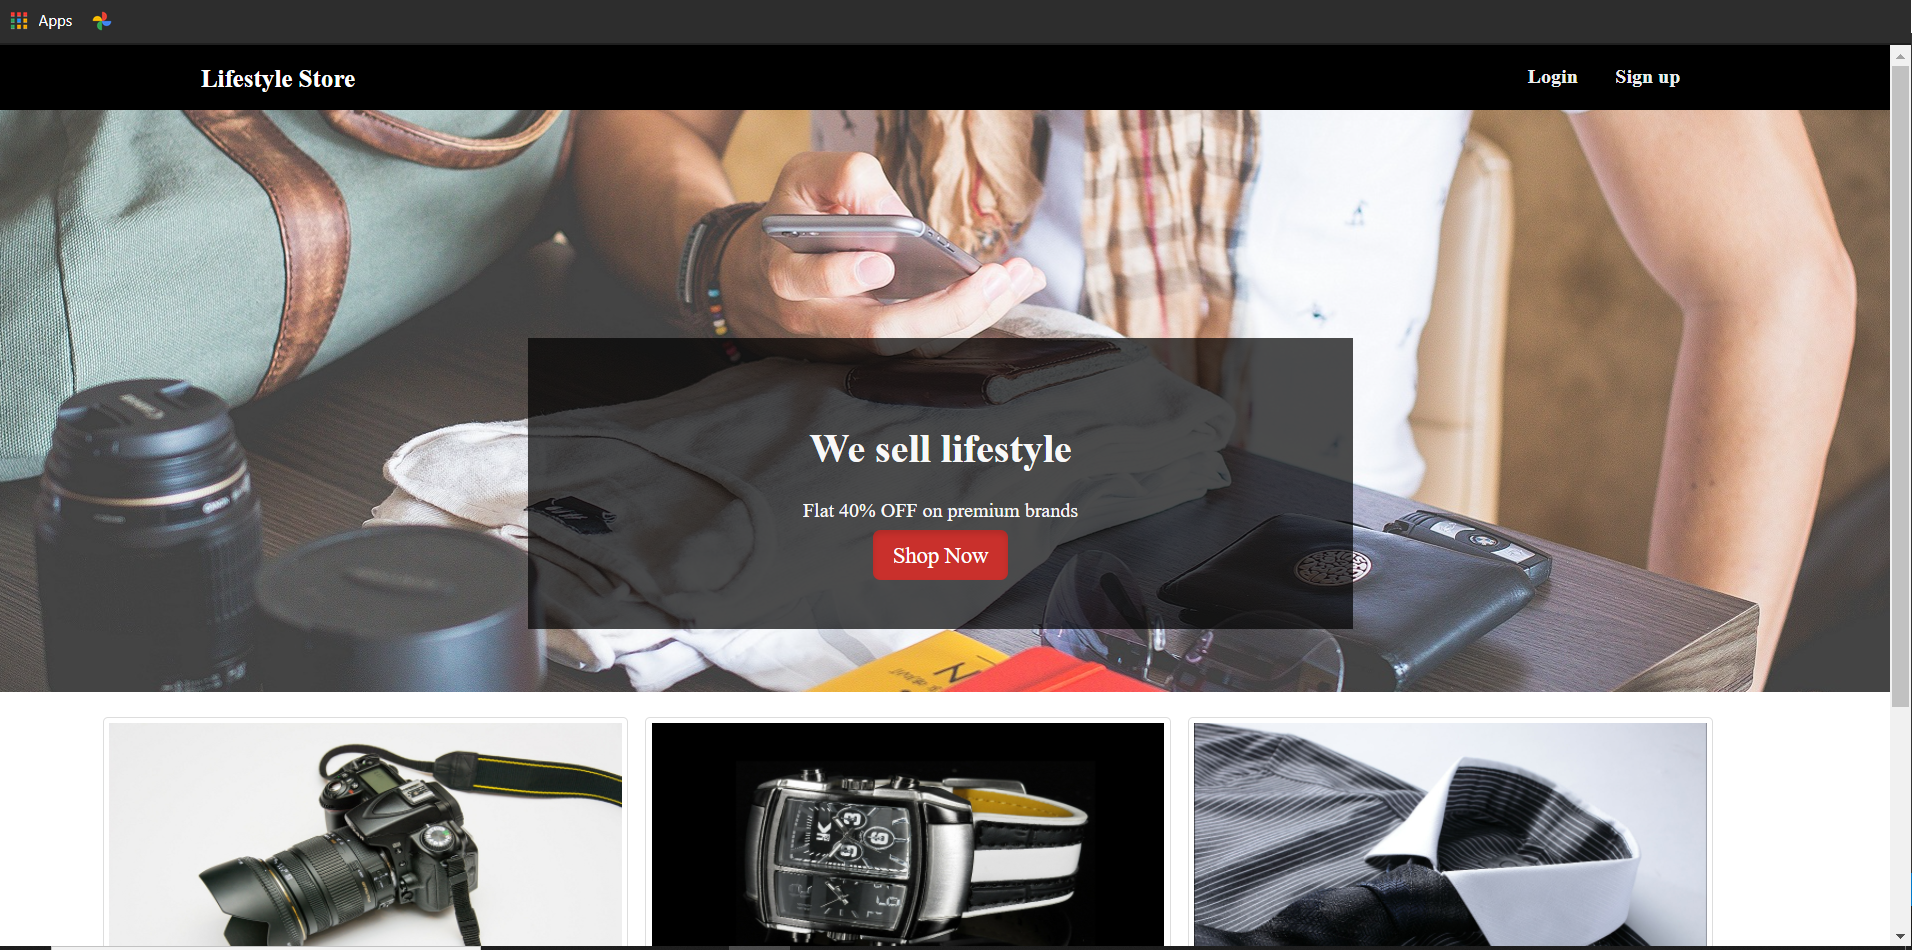 Apps
Lifestyle Store
Login Sign up
We sell lifestyle
Flat 40% OFF on premium brands
Shop Now